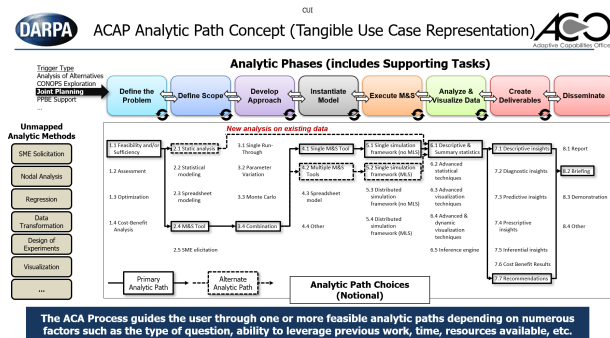 CUI
DARPA
ACAP Analytic Path Concept (Tangible Use Case Representation)
ACO
Adaptive Capabilities Office
Trigger Type
Analysis of Alternatives
CONOPS Exploration
Joint Planning
PPBE Support
...
Analytic Phases (includes Supporting Tasks)
Define the Problem
Define Scope
Develop Approach
Instantiate Model
Execute M&S
Analyze & Visualize Data
Create Deliverables
Disseminate
Unmapped
Analytic Methods
SME Solicitation
Nodal Analysis
Regression
Data
Transformation
Design of
Experiments
Visualization
...
New analysis on existing data
1.1 Feasibility and/or
Sufficiency
1.2 Assessment
1.3 Optimization
1.4 Cost-Benefit
Analysis
2.1 Static analysis
2.2 Statistical
modeling
2.3 Spreadsheet
modeling
2.4 M&S Tool
2.5 SME elicitation
3.1 Single Run-
Through
3.2 Parameter
Variation
3.3 Monte Carlo
3.4 Combination
4.1 Single M&S Tool
4.2 Multiple M&S
Tools
4.3 Spreadsheet
model
4.4 Other
5.1 Single simulation
framework (no MLS)
5.2 Single simulation
framework (MLS)
5.3 Distributed
simulation
framework (no MLS)
5.4 Distributed
simulation
framework (MLS)
6.1 Descriptive &
Summary statistics
6.2 Advanced
statistical
techniques
6.3 Advanced
visualization
techniques
6.4 Advanced &
dynamic
visualization
techniques
6.5 Inference engine
7.1 Descriptive insights
7.2 Diagnostic insights
7.3 Predictive insights
7.4 Prescriptive
insights
7.5 Inferential insights
7.6 Cost Benefit Results
7.7 Recommendations
8.1 Report
8.2 Briefing
8.3 Demonstration
8.4 Other
Primary
Analytic Path
Alternate
Analytic Path
Analytic Path Choices
(Notional)
The ACA Process guides the user through one or more feasible analytic paths depending on numerous
factors such as the type of question, ability to leverage previous work, time, resources available, etc.